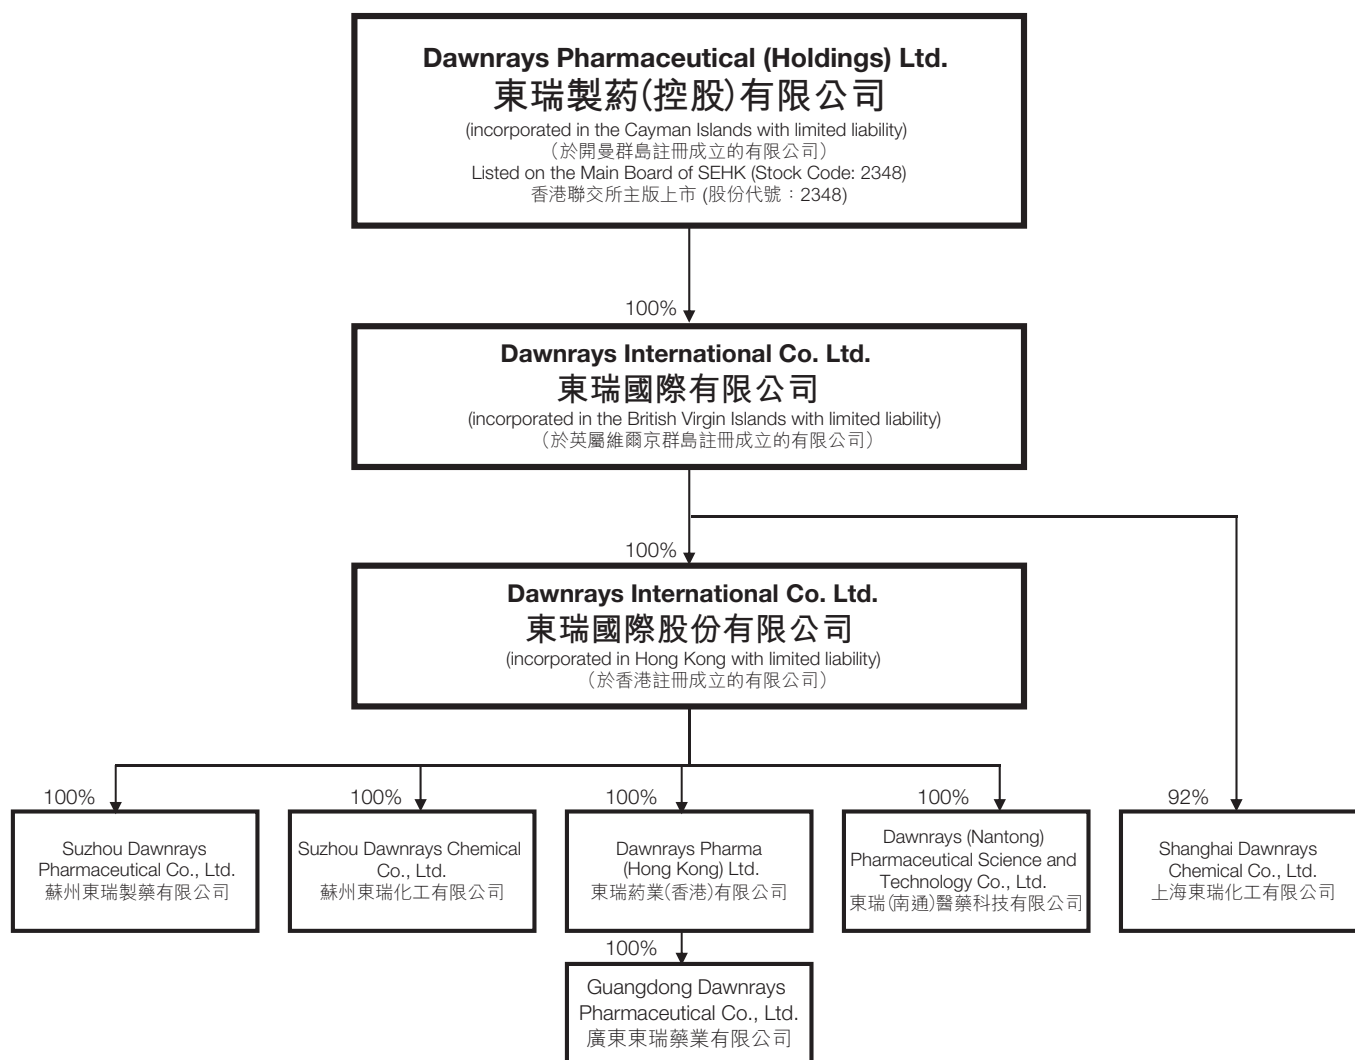 Dawnrays Pharmaceutical (Holdings) Ltd.
東瑞製葯(控股)有限公司
(incorporated in the Cayman Islands with limited liability)
（於開曼群島註冊成立的有限公司）
Listed on the Main Board of SEHK (Stock Code: 2348)
香港聯交所主版上市 (股份代號：2348)
100%
Dawnrays International Co. Ltd.
東瑞國際有限公司
(incorporated in the British Virgin Islands with limited liability)
（於英屬維爾京群島註冊成立的有限公司）
100%
Dawnrays International Co. Ltd.
東瑞國際股份有限公司
(incorporated in Hong Kong with limited liability)
（於香港註冊成立的有限公司）
100%
Suzhou Dawnrays
Pharmaceutical Co., Ltd.
蘇州東瑞製藥有限公司
100%
Suzhou Dawnrays Chemical
Co., Ltd.
蘇州東瑞化工有限公司
100%
Dawnrays Pharma
(Hong Kong) Ltd.
東瑞葯業(香港)有限公司
100%
Dawnrays (Nantong)
Pharmaceutical Science and
Technology Co., Ltd.
東瑞(南通)醫藥科技有限公司
92%
Shanghai Dawnrays
Chemical Co., Ltd.
上海東瑞化工有限公司
100%
Guangdong Dawnrays
Pharmaceutical Co., Ltd.
廣東東瑞藥業有限公司